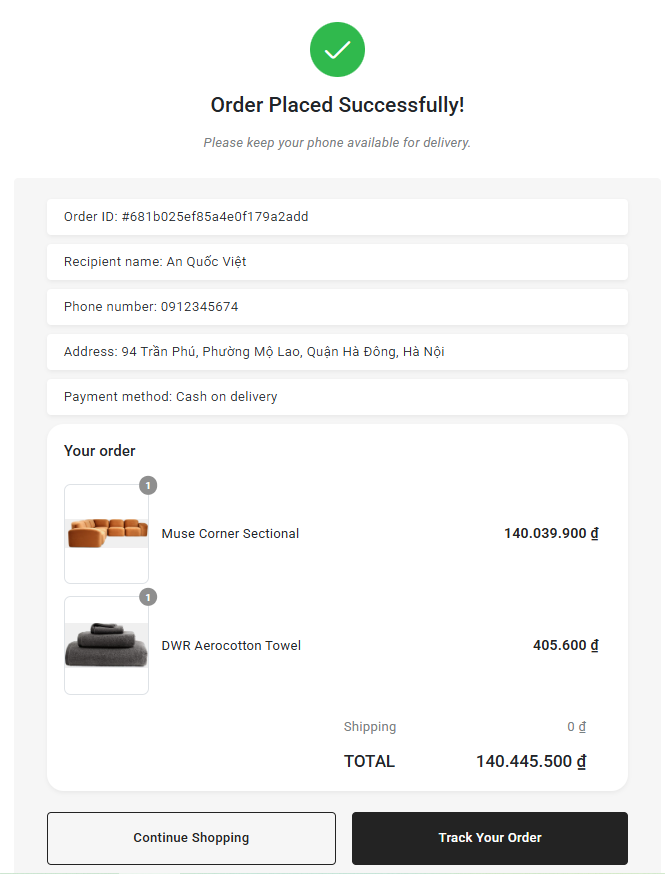 Order Placed Successfully!
Please keep your phone available for delivery.
Order ID: #681b025ef85a4e0f179a2add
Recipient name: An Quốc Việt
Phone number: 0912345674
Address: 94 Trần Phú, Phường Mộ Lao, Quận Hà Đông, Hà Nội
Payment method: Cash on delivery
Your order
1
Muse Corner Sectional 140.039.900 ₫
1
DWR Aerocotton Towel 405.600 ₫
Shipping 0 ₫
TOTAL 140.445.500 ₫
Continue Shopping Track Your Order